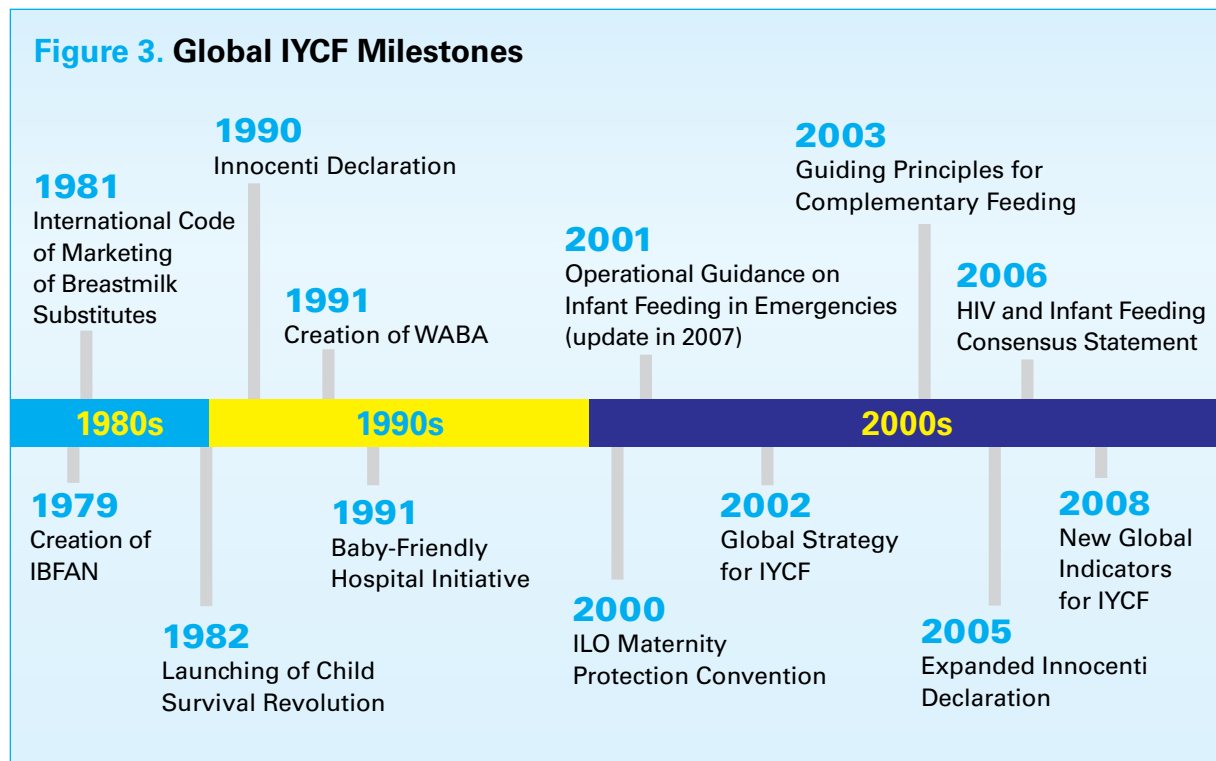 Figure 3. Global IYCF Milestones
1990
Innocenti Declaration
2003
Guiding Principles for
Complementary Feeding
1981
International Code
of Marketing
of Breastmilk
Substitutes
1991
Creation of WABA
2001
Operational Guidance on
Infant Feeding in Emergencies
(update in 2007)
2006
HIV and Infant Feeding
Consensus Statement
1980s
1990s
2000s
1979
Creation of
IBFAN
1982
Launching of Child
Survival Revolution
1991
Baby-Friendly
Hospital Initiative
2000
ILO Maternity
Protection Convention
2002
Global Strategy
for IYCF
2005
Expanded Innocenti
Declaration
2008
New Global
Indicators
for IYCF